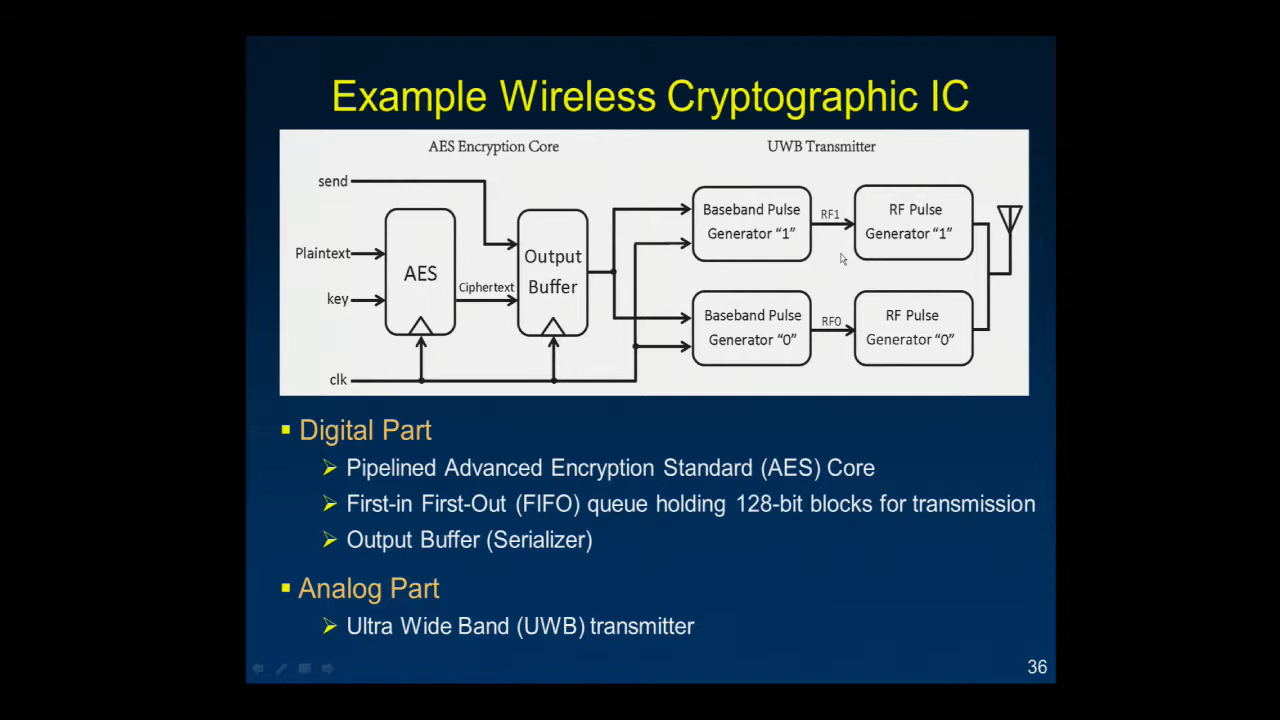 Example Wireless Cryptographic IC
AES Encryption Core
UWB Transmitter
send
Plaintext
key
clk
AES
Ciphertext
Output
Buffer
Baseband Pulse
Generator “1”
RF1
RF Pulse
Generator “1”
Baseband Pulse
Generator “0”
RF0
RF Pulse
Generator “0”
Digital Part
Pipelined Advanced Encryption Standard (AES) Core
First-in First-Out (FIFO) queue holding 128-bit blocks for transmission
Output Buffer (Serializer)
Analog Part
Ultra Wide Band (UWB) transmitter
36